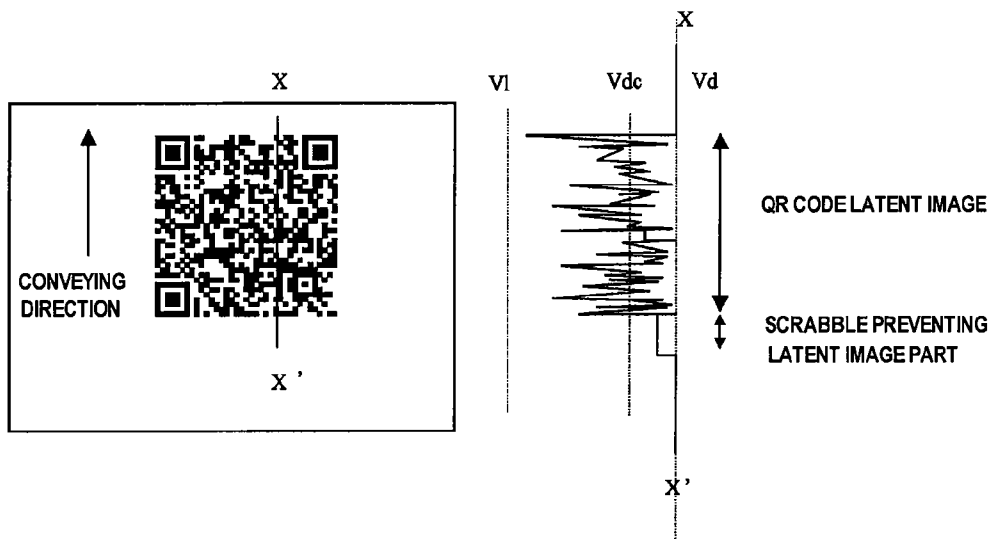 X
X
Vl
Vdc
Vd
QR CODE LATENT IMAGE
CONVEYING
DIRECTION
SCRABBLE PREVENTING
LATENT IMAGE PART
X '
X '